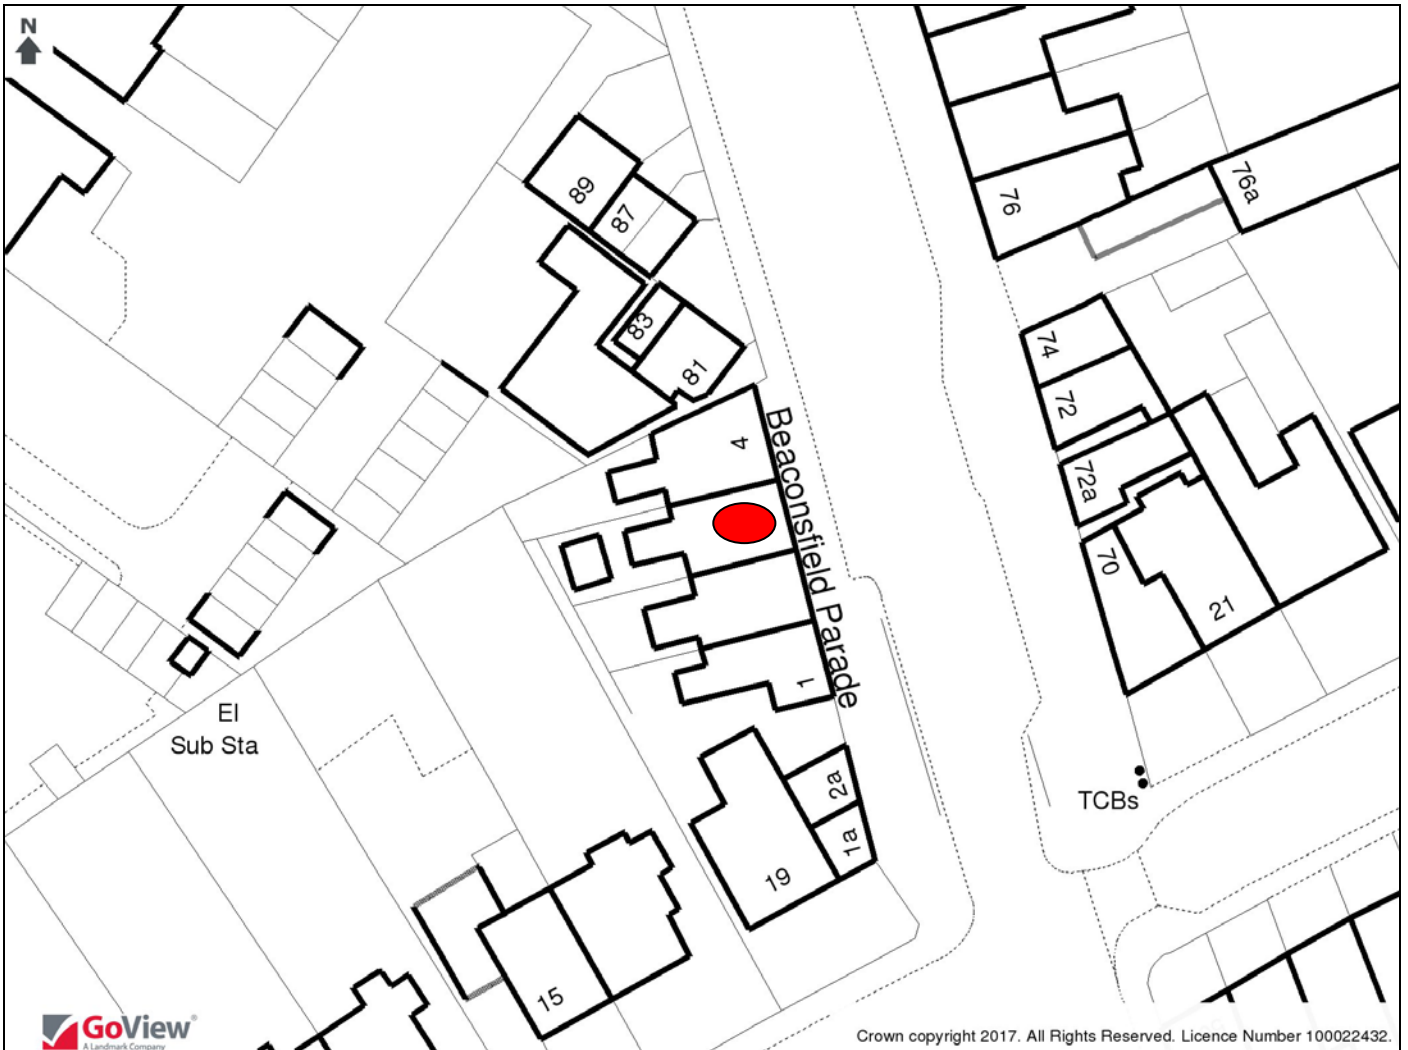 N
89
87
83
81
76
76a
74
72
72a
70
21
4
Beaconsfield Parade
1
El
Sub Sta
2a
1a
19
15
TCBs
GoView®
A Landmark Company
Crown copyright 2017. All Rights Reserved. Licence Number 100022432.